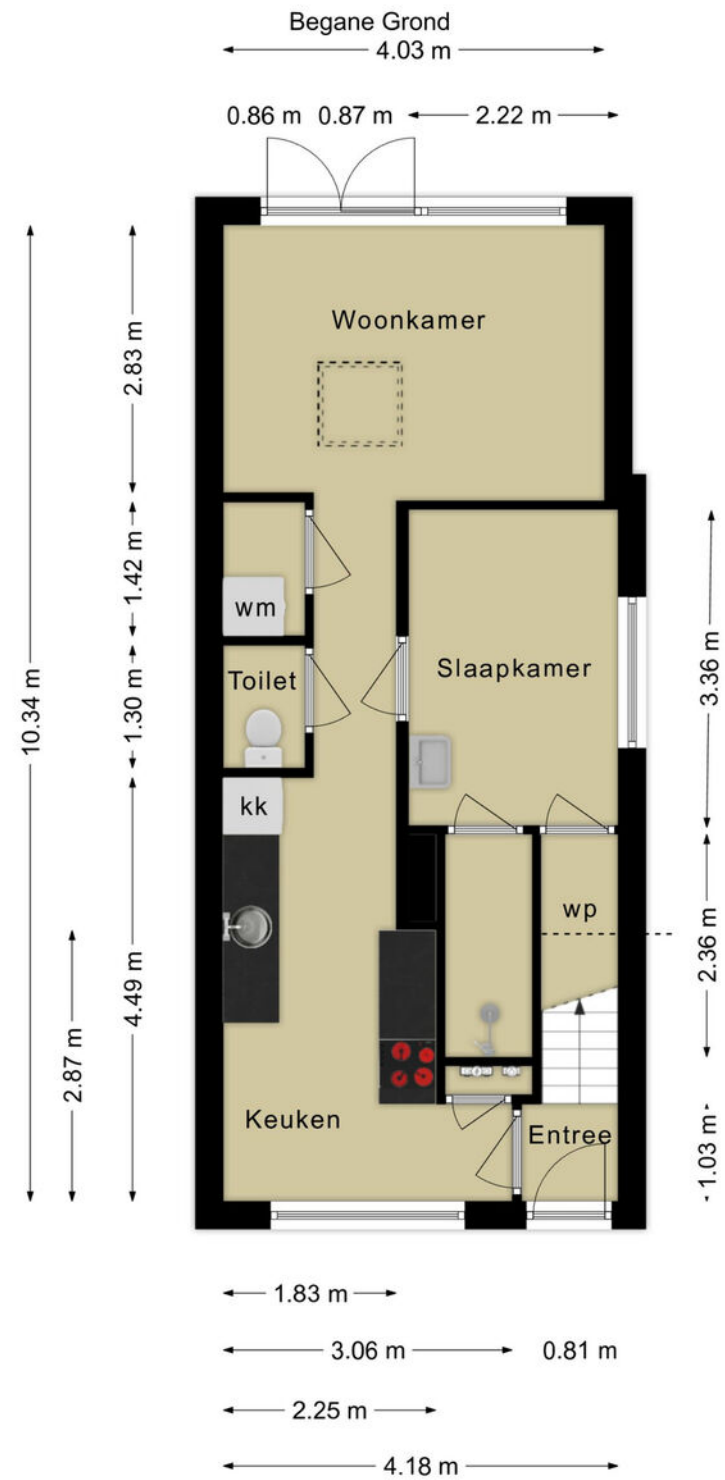 Begane Grond
4.03 m
0.86 m 0.87 m 2.22 m
Woonkamer
2.83 m
1.42 m
wm
Toilet
Slaapkamer
3.36 m
1.30 m
10.34 m
kk
wp
2.36 m
4.49 m
2.87 m
Keuken
Entree
1.03 m
1.83 m
3.06 m 0.81 m
2.25 m
4.18 m